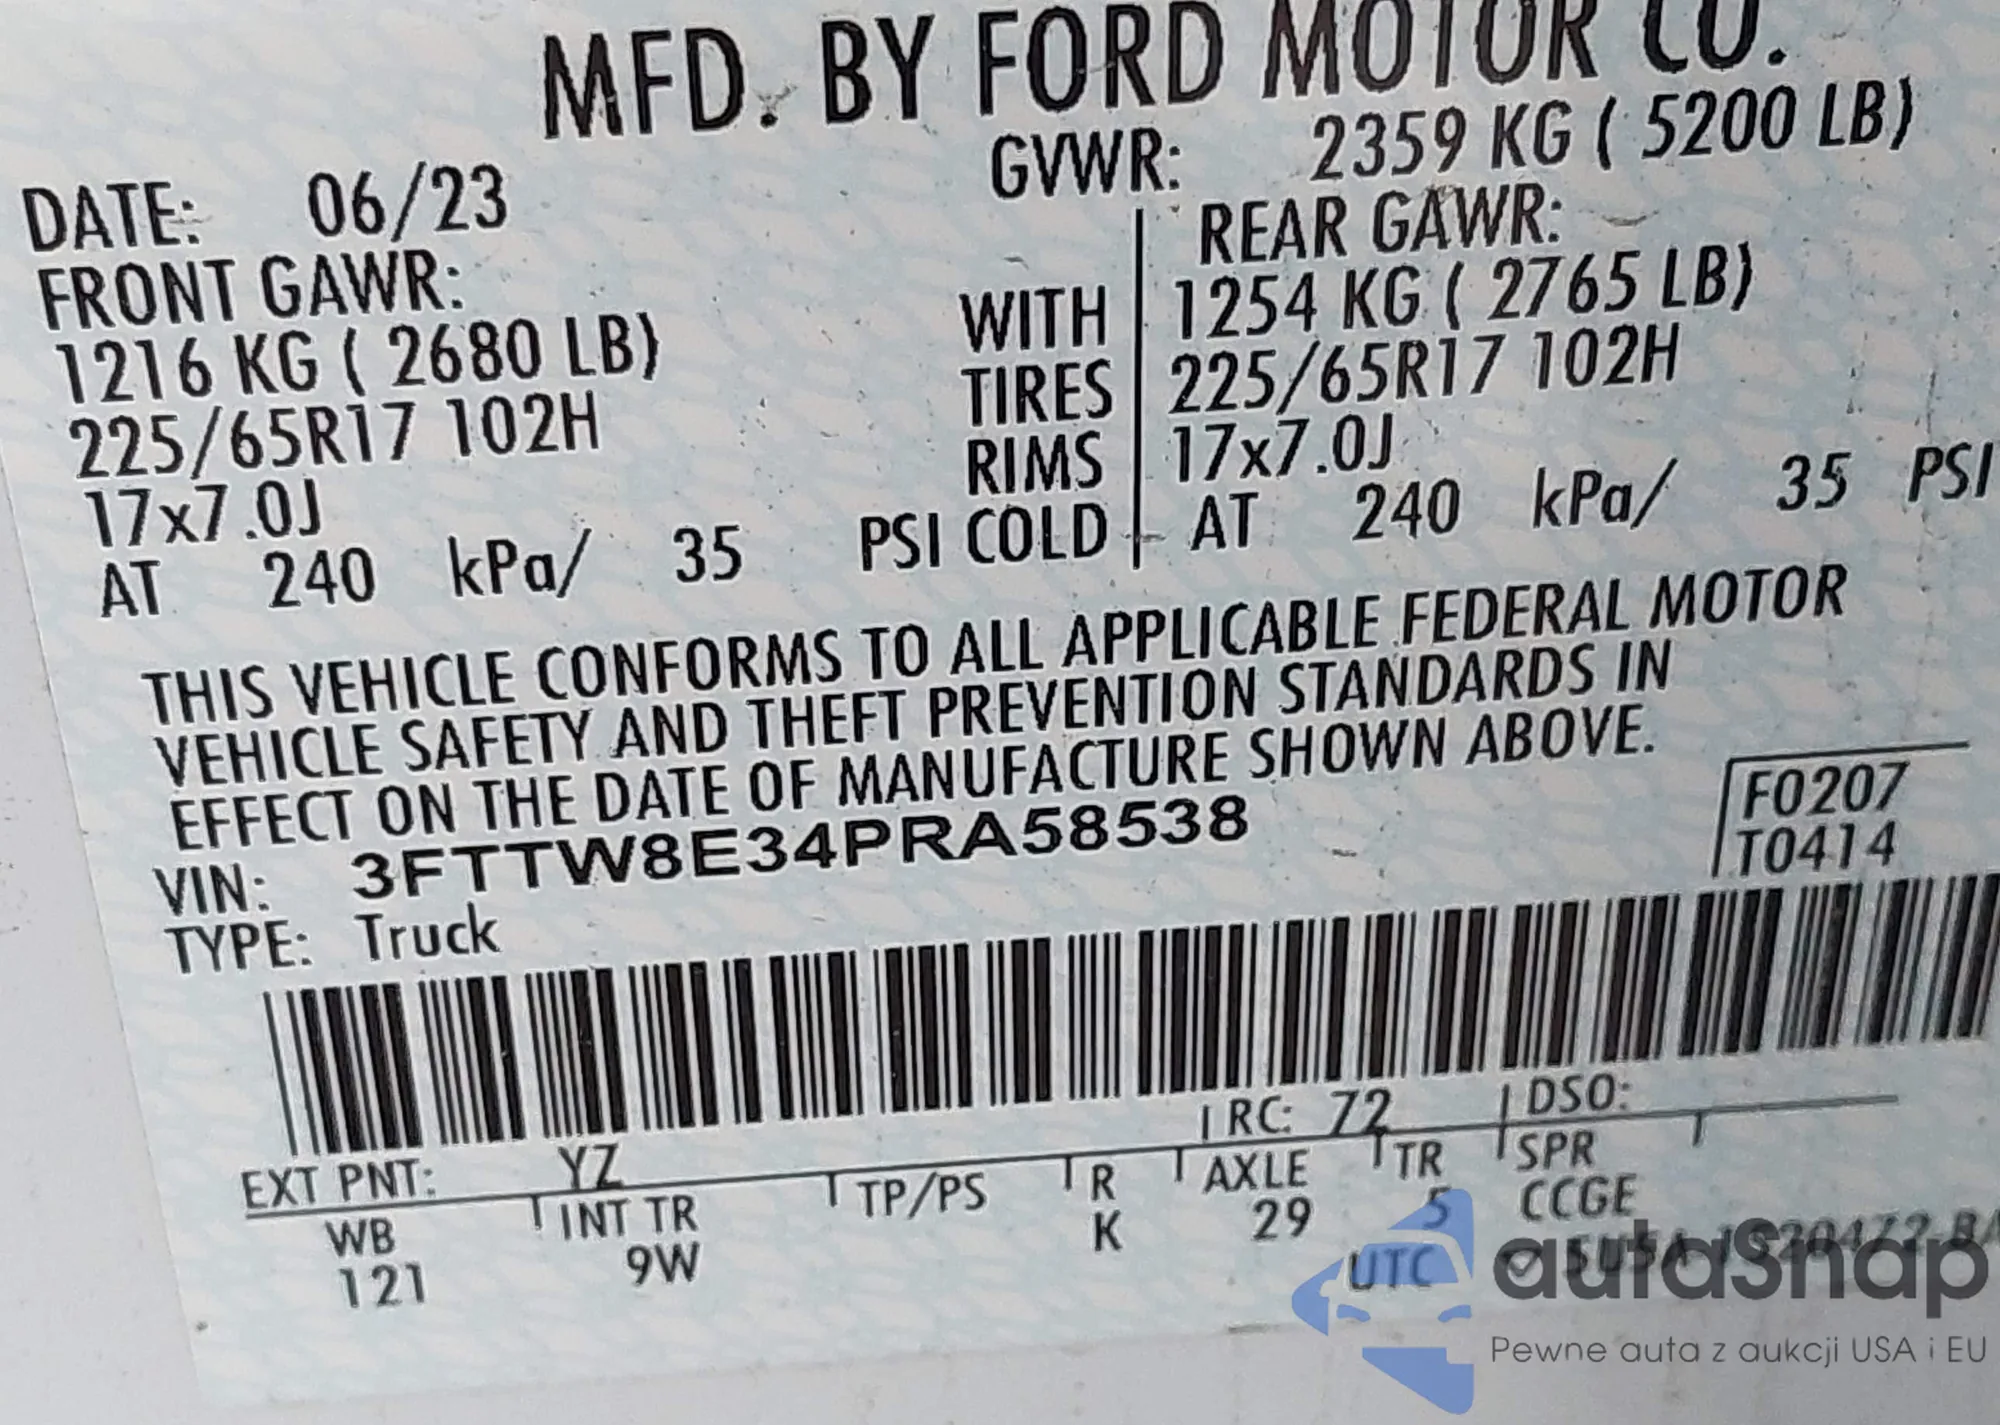 MFD. BY FORD MOTOR CO.
DATE: 06/23 GVWR: 2359 KG ( 5200 LB)
FRONT GAWR: REAR GAWR:
1216 KG ( 2680 LB) WITH 1254 KG ( 2765 LB)
225/65R17 102H TIRES 225/65R17 102H
17x7.0J RIMS 17x7.0J
AT 240 kPa/ 35 PSI COLD AT 240 kPa/ 35 PSI
THIS VEHICLE CONFORMS TO ALL APPLICABLE FEDERAL MOTOR
VEHICLE SAFETY AND THEFT PREVENTION STANDARDS IN
EFFECT ON THE DATE OF MANUFACTURE SHOWN ABOVE.
VIN: 3FTTW8E34PRA58538
TYPE: Truck
F0207
T0414
EXT PNT: YZ RC: 72 DSO:
WB INT TR TP/PS R AXLE TR SPR
121 9W K 29 5 CCGE
UTC
autaSnap
Pewne auta z aukcji USA i EU